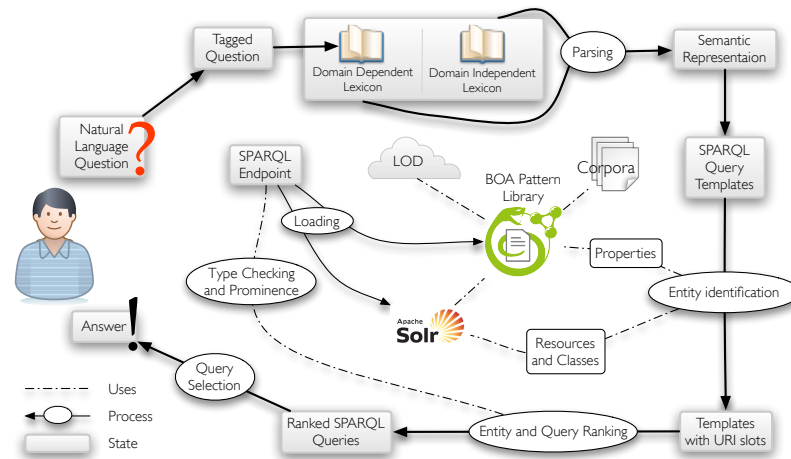 Tagged
Question
Domain Dependent
Lexicon
Domain Independent
Lexicon
Parsing
Semantic
Representaion
Natural
Language
Question
?
SPARQL
Endpoint
LOD
Corpora
BOA Pattern
Library
SPARQL
Query
Templates
Loading
Type Checking
and Prominence
Properties
Entity identification
Apache
Solr
Resources
and Classes
Answer
!
Query
Selection
Uses
Process
State
Ranked SPARQL
Queries
Entity and Query Ranking
Templates
with URI slots